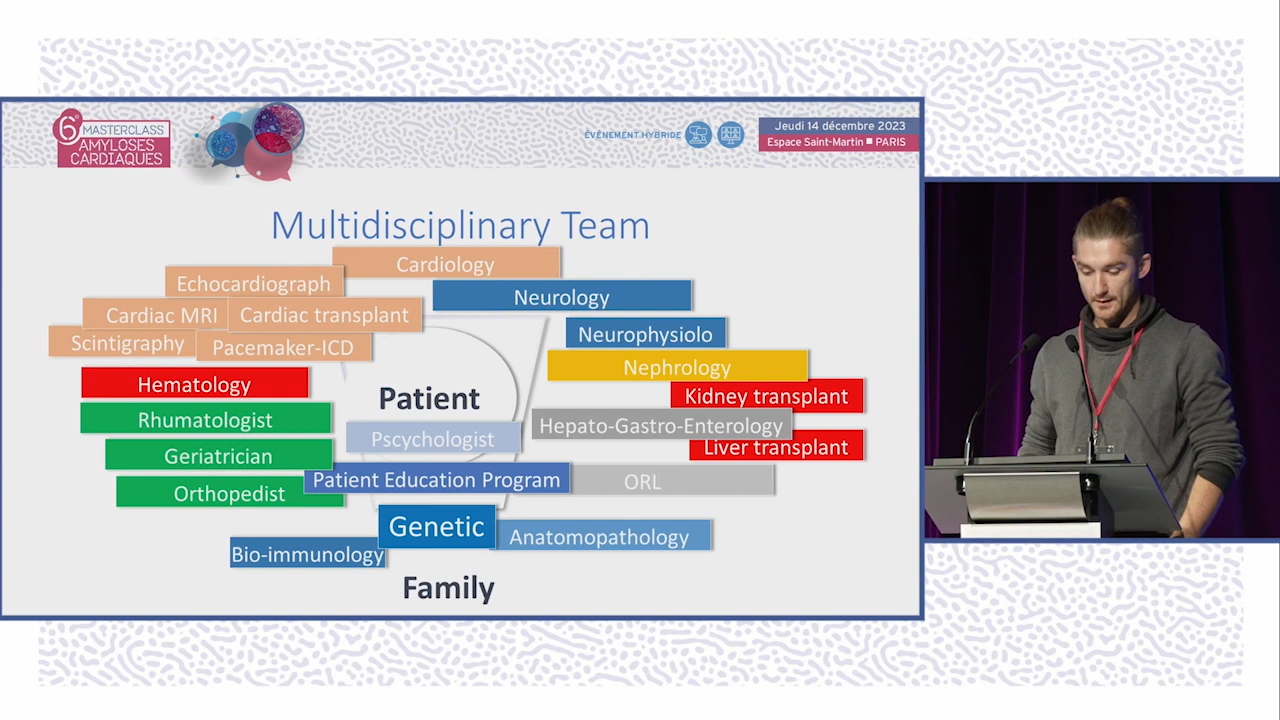 6e MASTERCLASS
AMYLOSES
CARDIAQUES
ÉVÉNEMENT HYBRIDE
Jeudi 14 décembre 2023
Espace Saint-Martin ■ PARIS
Multidisciplinary Team
Cardiology
Echocardiograph
Neurology
Cardiac MRI
Cardiac transplant
Scintigraphy
Pacemaker-ICD
Neurophysiolo
Nephrology
Hematology
Patient
Kidney transplant
Rhumatologist
Pscychologist
Hepato-Gastro-Enterology
Liver transplant
Geriatrician
Patient Education Program
ORL
Orthopedist
Genetic
Anatomopathology
Bio-immunology
Family